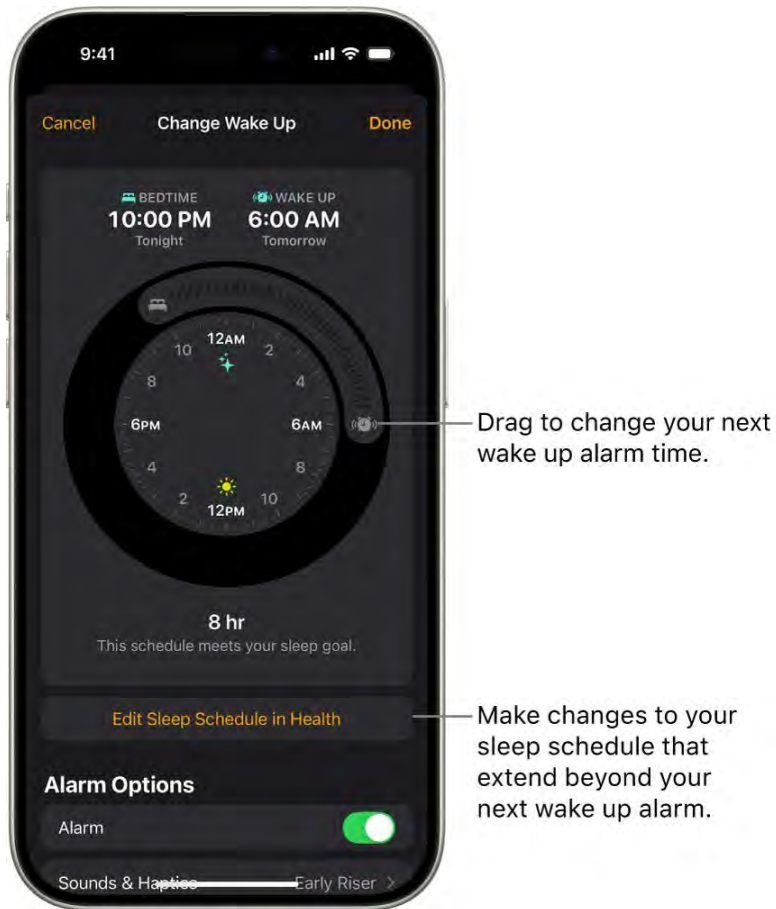 9:41
Cancel Change Wake Up Done
BEDTIME WAKE UP
10:00 PM 6:00 AM
Tonight Tomorrow
12AM
10 2
8 4
6PM 6AM
4 8
2 10
12PM
8 hr
This schedule meets your sleep goal.
Edit Sleep Schedule in Health
Alarm Options
Alarm
Sounds & Haptics Early Riser
Drag to change your next
wake up alarm time.
Make changes to your
sleep schedule that
extend beyond your
next wake up alarm.